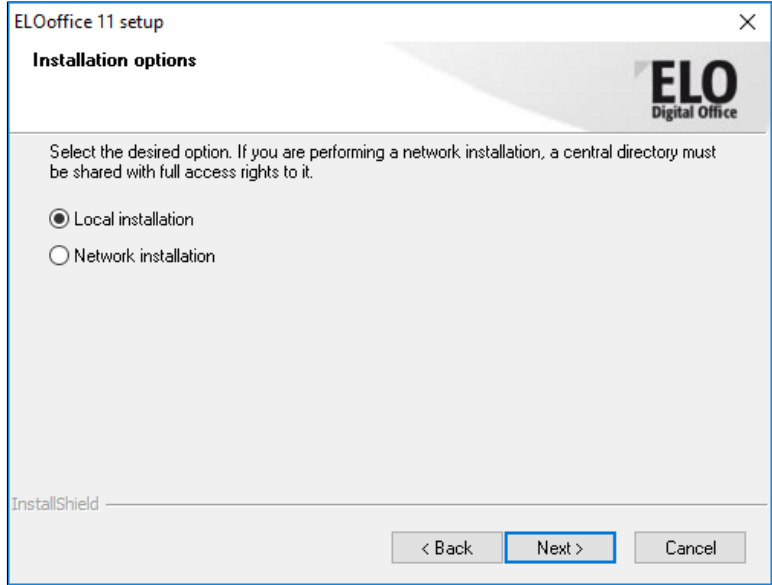 ELOoffice 11 setup
Installation options
ELO
Digital Office
Select the desired option. If you are performing a network installation, a central directory must
be shared with full access rights to it.
Local installation
Network installation
InstallShield
< Back Next > Cancel